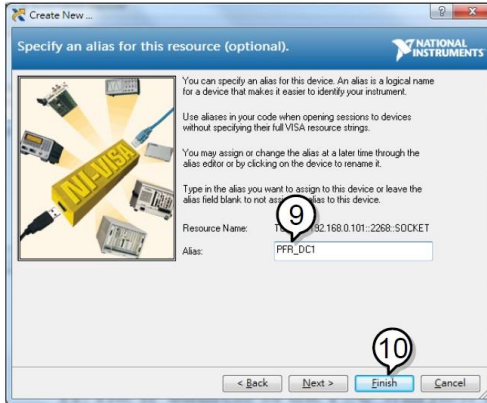 Create New ...
Specify an alias for this resource (optional).
NATIONAL
INSTRUMENTS
You can specify an alias for this device. An alias is a logical name
for a device that makes it easier to identify your instrument.
Use aliases in your code when opening sessions to devices
without specifying their full VISA resource strings.
You may assign or change the alias at a later time through the
alias editor or by clicking on the device to rename it.
Type in the alias you want to assign to this device or leave the
alias field blank to not alias to this device.
NI-VISA
9
Resource Name: 92.168.0.101::2268::SOCKET
Alias: PFR_DC1
10
< Back Next > Finish Cancel